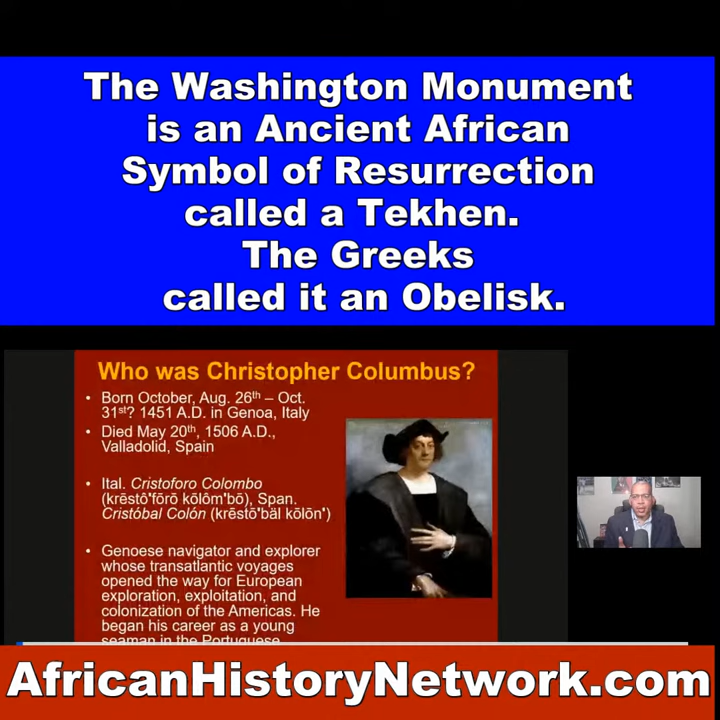 The Washington Monument
is an Ancient African
Symbol of Resurrection
called a Tekhen.
The Greeks
called it an Obelisk.
Who was Christopher Columbus?
• Born October, Aug. 26th – Oct.
31st? 1451 A.D. in Genoa, Italy
• Died May 20th, 1506 A.D.,
Valladolid, Spain
• Ital. Cristoforo Colombo
(krēstô'fōrō kōlôm'bō), Span.
Cristóbal Colón (krēstō'bäl kōlōn')
• Genoese navigator and explorer
whose transatlantic voyages
opened the way for European
exploration, exploitation, and
colonization of the Americas. He
began his career as a young
seaman in the Portuguese
AfricanHistoryNetwork.com